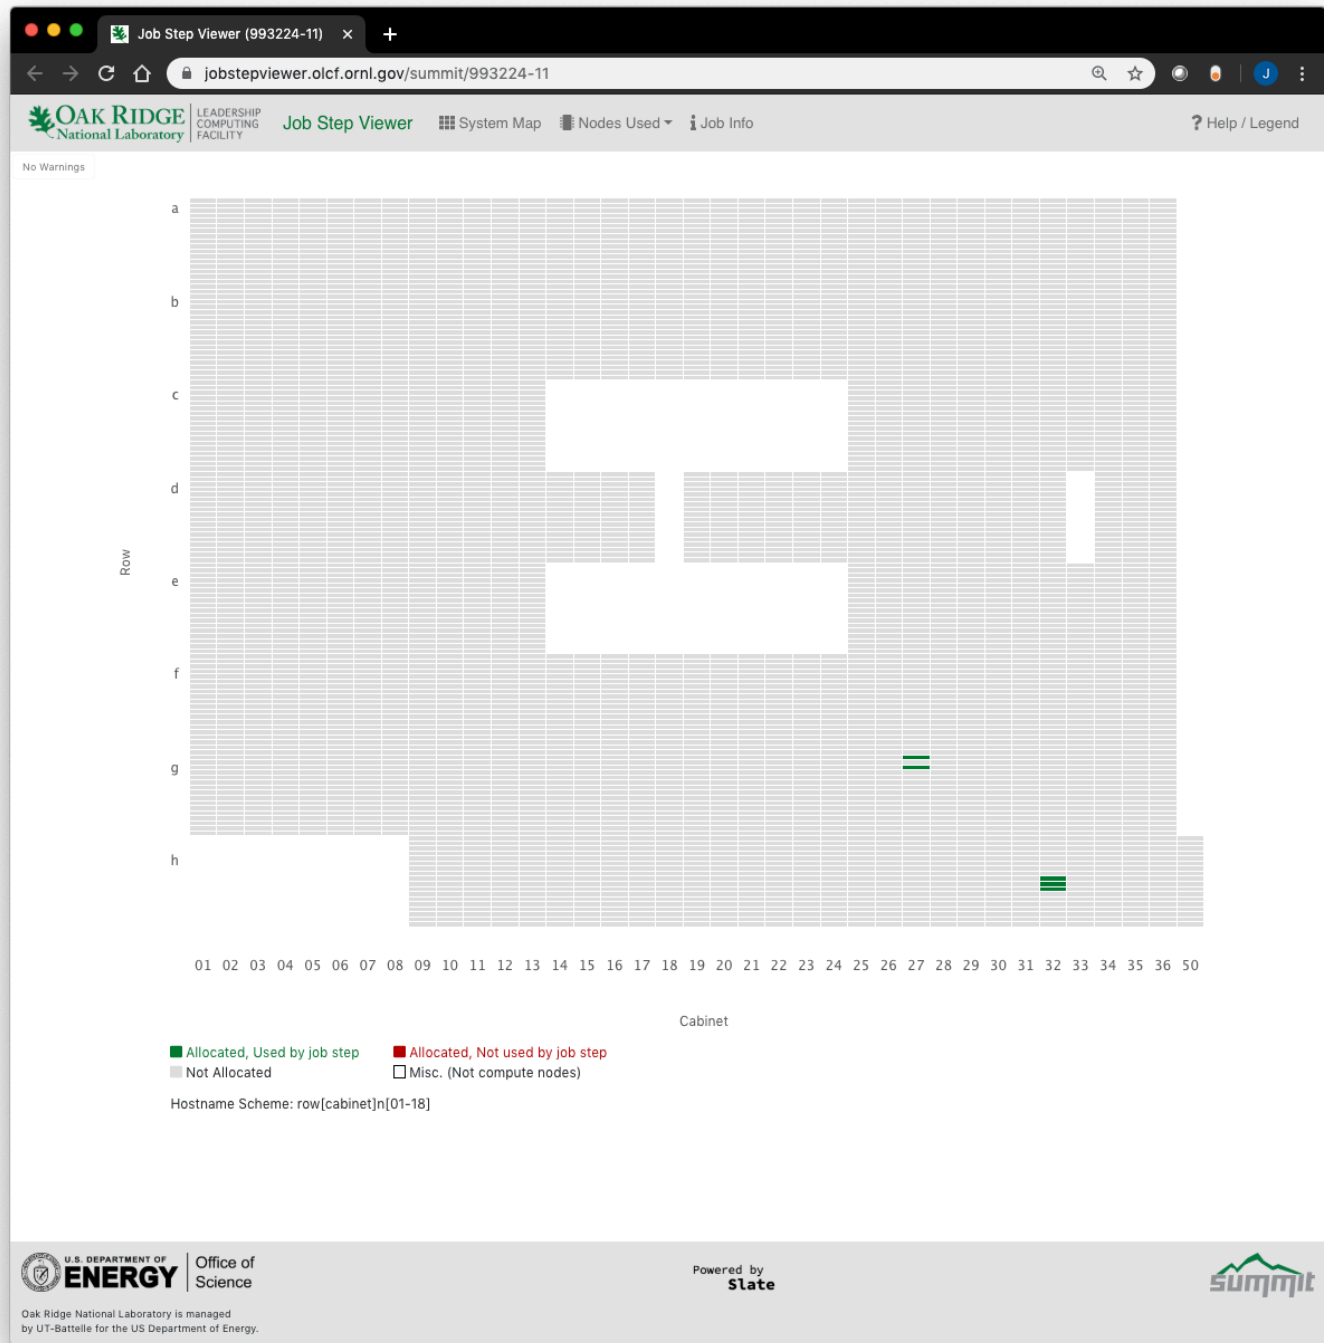 Job Step Viewer (993224-11)
jobstepviewer.olcf.ornl.gov/summit/993224-11
J
OAK RIDGE
National Laboratory
LEADERSHIP
COMPUTING
FACILITY
Job Step Viewer
System Map
Nodes Used
Job Info
? Help / Legend
No Warnings
a
b
c
d
e
f
g
h
Row
01 02 03 04 05 06 07 08 09 10 11 12 13 14 15 16 17 18 19 20 21 22 23 24 25 26 27 28 29 30 31 32 33 34 35 36 50
Cabinet
Allocated, Used by job step
Allocated, Not used by job step
Not Allocated
Misc. (Not compute nodes)
Hostname Scheme: row[cabinet]n[01-18]
U.S. DEPARTMENT OF
ENERGY
Office of
Science
Oak Ridge National Laboratory is managed
by UT-Battelle for the US Department of Energy.
Powered by
Slate
summit